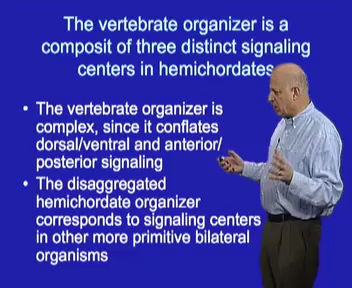 The vertebrate organizer is a
composit of three distinct signaling
centers in hemichordates
• The vertebrate organizer is
complex, since it conflates
dorsal/ventral and anterior/
posterior signaling
• The disaggregated
hemichordate organizer
corresponds to signaling centers
in other more primitive bilateral
organisms